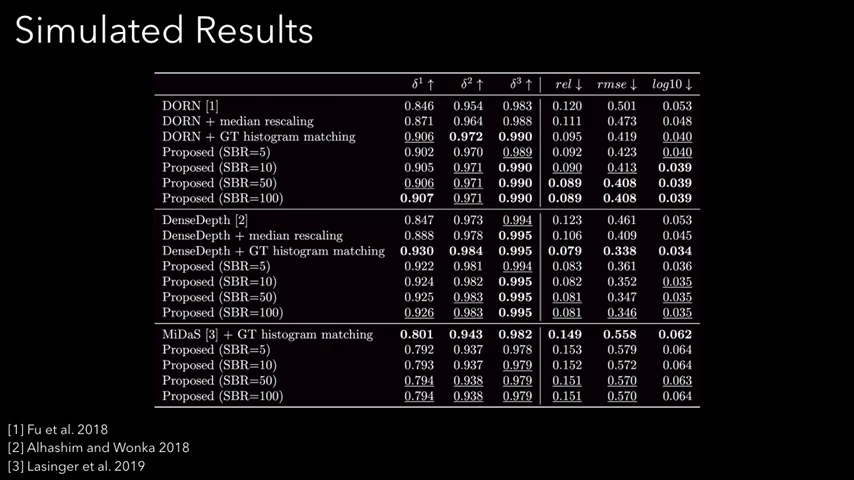 Simulated Results
δ¹ ↑ δ² ↑ δ³ ↑ rel ↓ rmse ↓ log10 ↓
DORN [1] 0.846 0.954 0.983 0.120 0.501 0.053
DORN + median rescaling 0.871 0.964 0.988 0.111 0.473 0.048
DORN + GT histogram matching 0.906 0.972 0.990 0.095 0.419 0.040
Proposed (SBR=5) 0.902 0.970 0.989 0.092 0.423 0.040
Proposed (SBR=10) 0.905 0.971 0.990 0.090 0.413 0.039
Proposed (SBR=50) 0.906 0.971 0.990 0.089 0.408 0.039
Proposed (SBR=100) 0.907 0.971 0.990 0.089 0.408 0.039
DenseDepth [2] 0.847 0.973 0.994 0.123 0.461 0.053
DenseDepth + median rescaling 0.888 0.978 0.995 0.106 0.409 0.045
DenseDepth + GT histogram matching 0.930 0.984 0.995 0.079 0.338 0.034
Proposed (SBR=5) 0.922 0.981 0.994 0.083 0.361 0.036
Proposed (SBR=10) 0.924 0.982 0.995 0.082 0.352 0.035
Proposed (SBR=50) 0.925 0.983 0.995 0.081 0.347 0.035
Proposed (SBR=100) 0.926 0.983 0.995 0.081 0.346 0.035
MiDaS [3] + GT histogram matching 0.801 0.943 0.982 0.149 0.558 0.062
Proposed (SBR=5) 0.792 0.937 0.978 0.153 0.579 0.064
Proposed (SBR=10) 0.793 0.937 0.979 0.152 0.572 0.064
Proposed (SBR=50) 0.794 0.938 0.979 0.151 0.570 0.063
Proposed (SBR=100) 0.794 0.938 0.979 0.151 0.570 0.064
[1] Fu et al. 2018
[2] Alhashim and Wonka 2018
[3] Lasinger et al. 2019